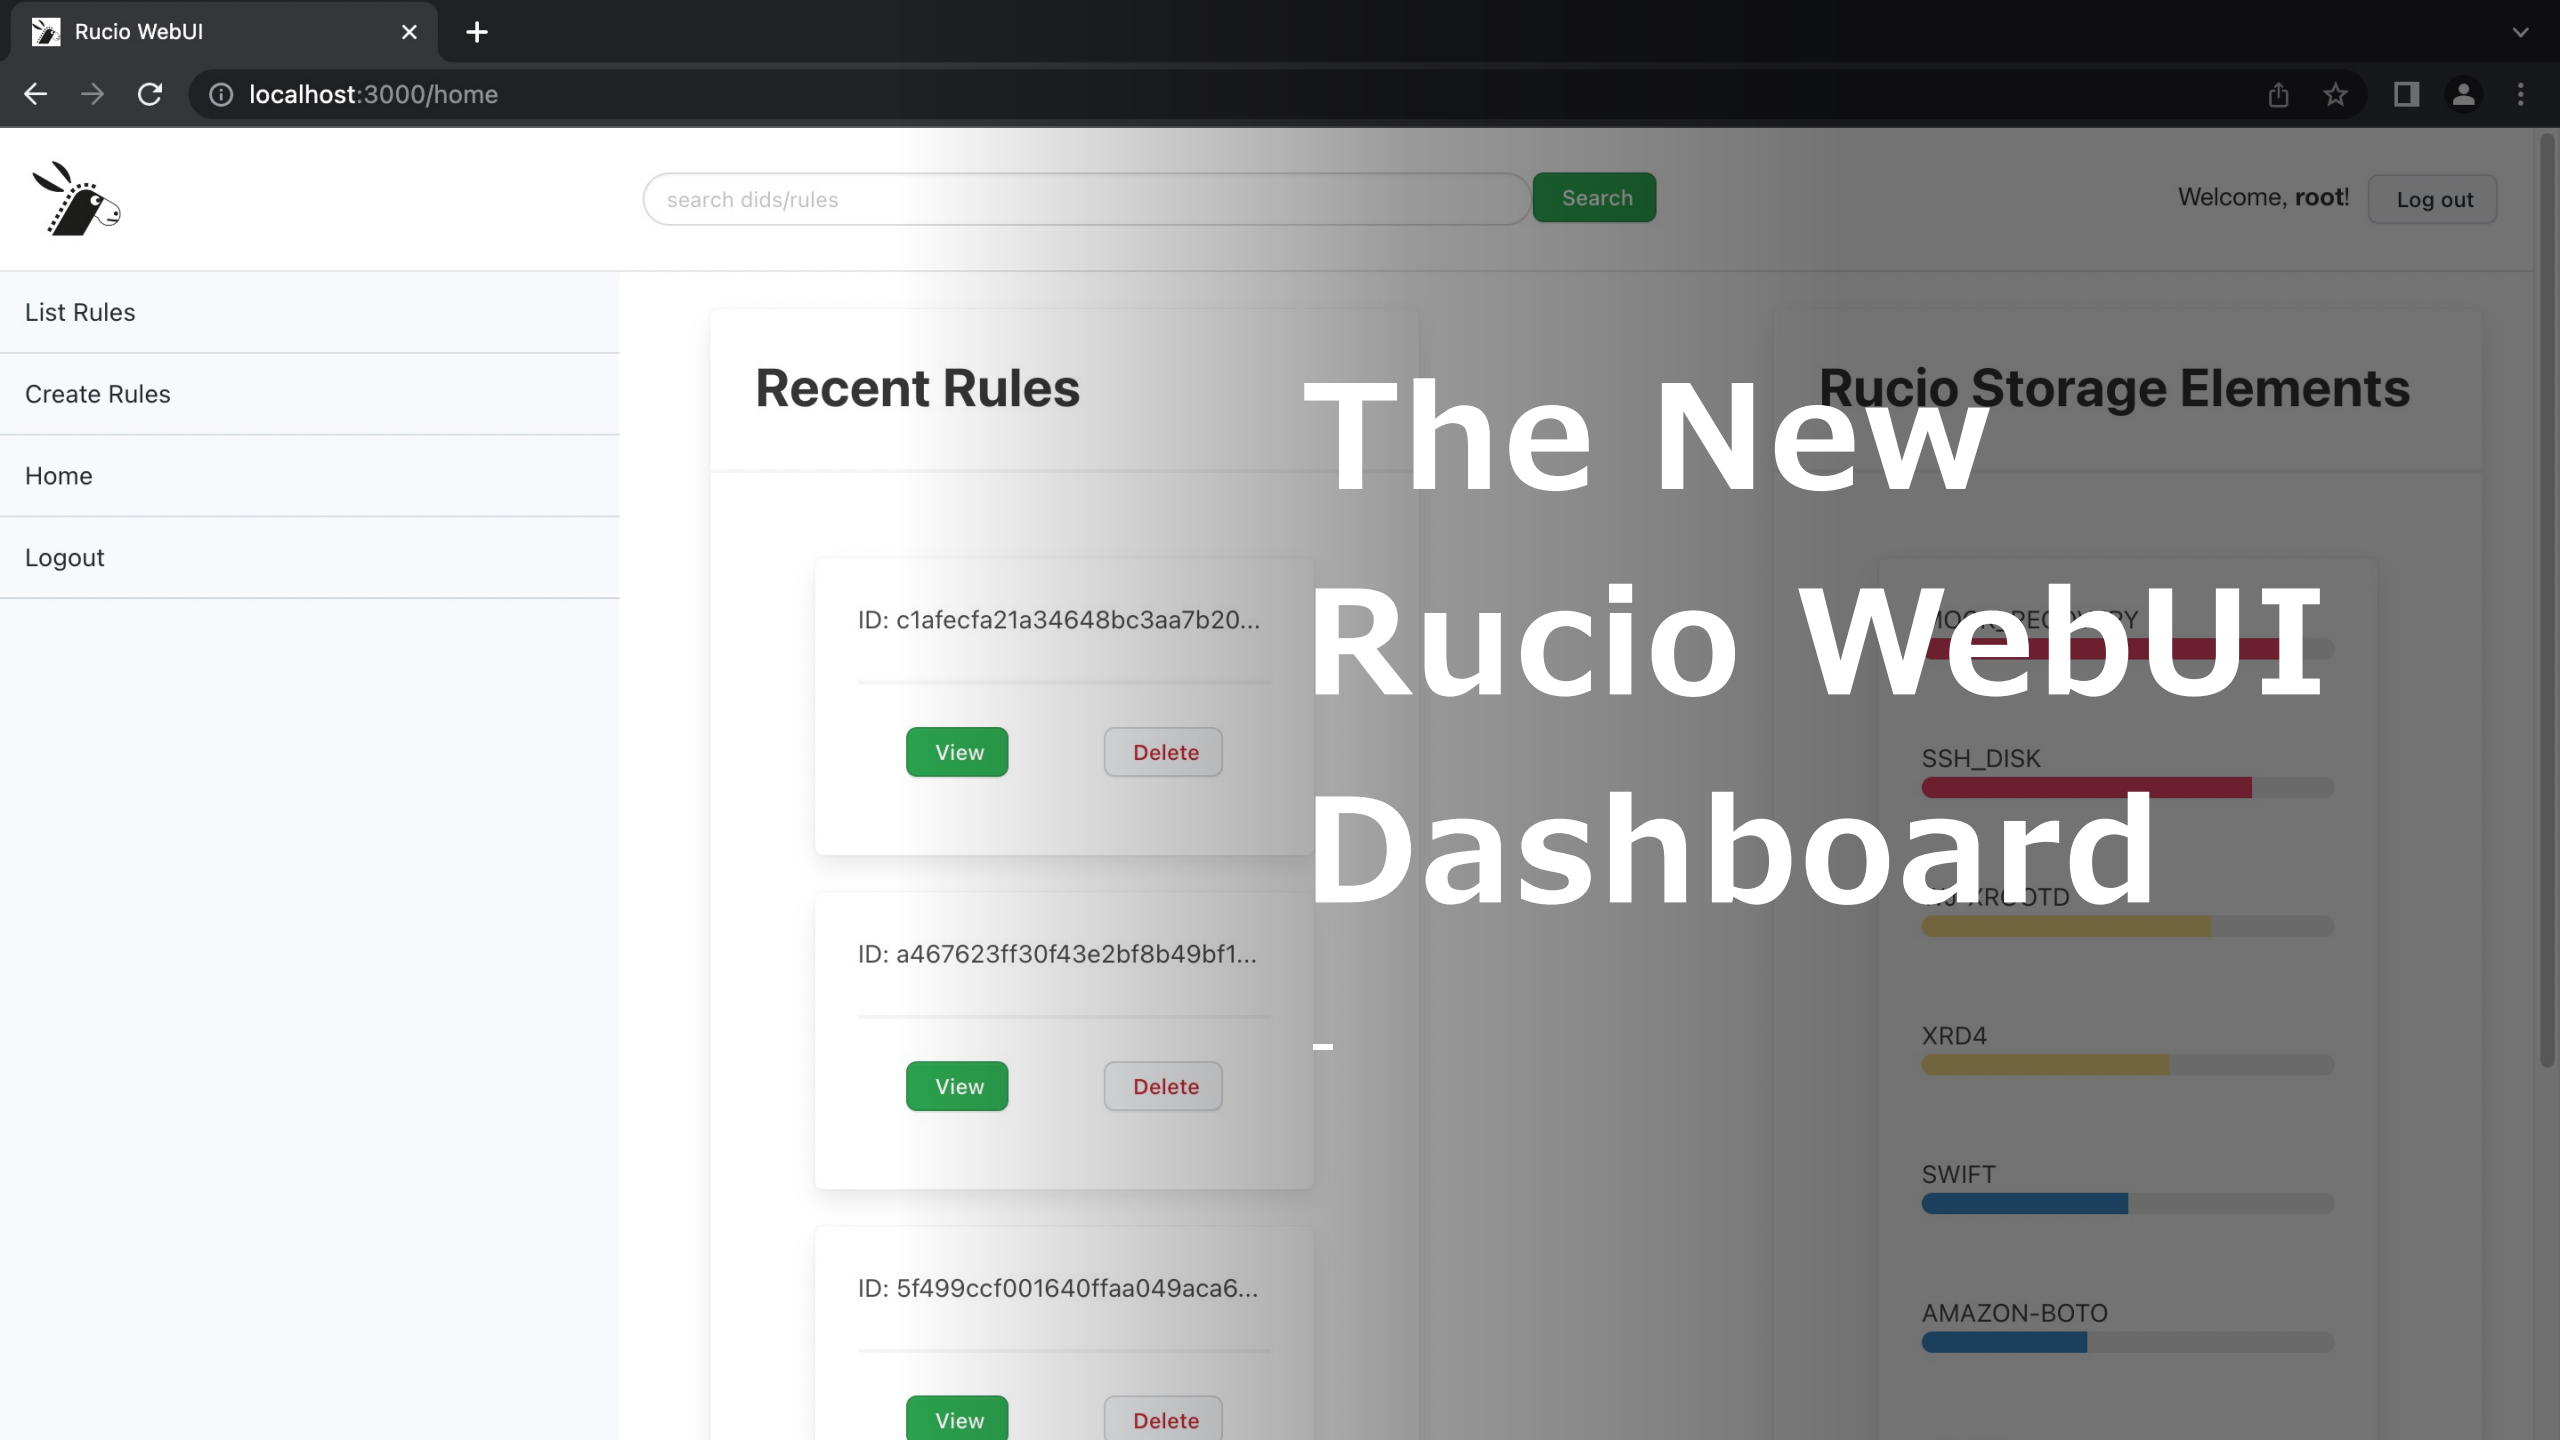 Rucio WebUI
localhost:3000/home
search dids/rules
Search
Welcome, root!
Log out
List Rules
Create Rules
Home
Logout
Recent Rules
ID: c1afecfa21a34648bc3aa7b20...
View
Delete
ID: a467623ff30f43e2bf8b49bf1...
View
Delete
ID: 5f499ccf001640ffaa049aca6...
View
Delete
The New
Rucio WebUI
Dashboard
-
Rucio Storage Elements
SSH_DISK
XRD4
SWIFT
AMAZON-BOTO